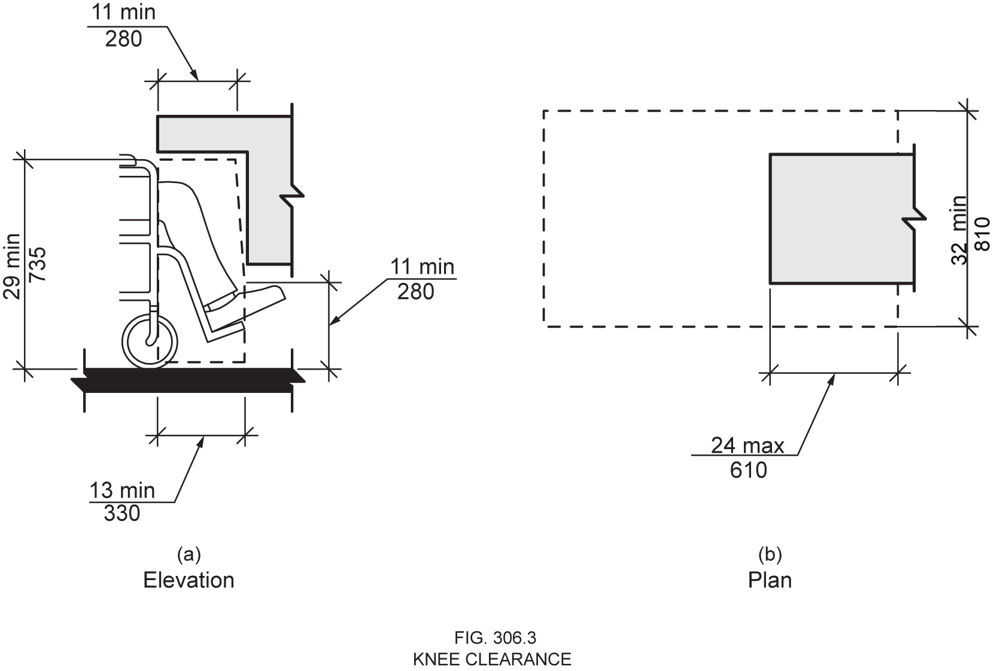 11 min
280
29 min
735
11 min
280
13 min
330
(a)
Elevation
32 min
810
24 max
610
(b)
Plan
FIG. 306.3
KNEE CLEARANCE